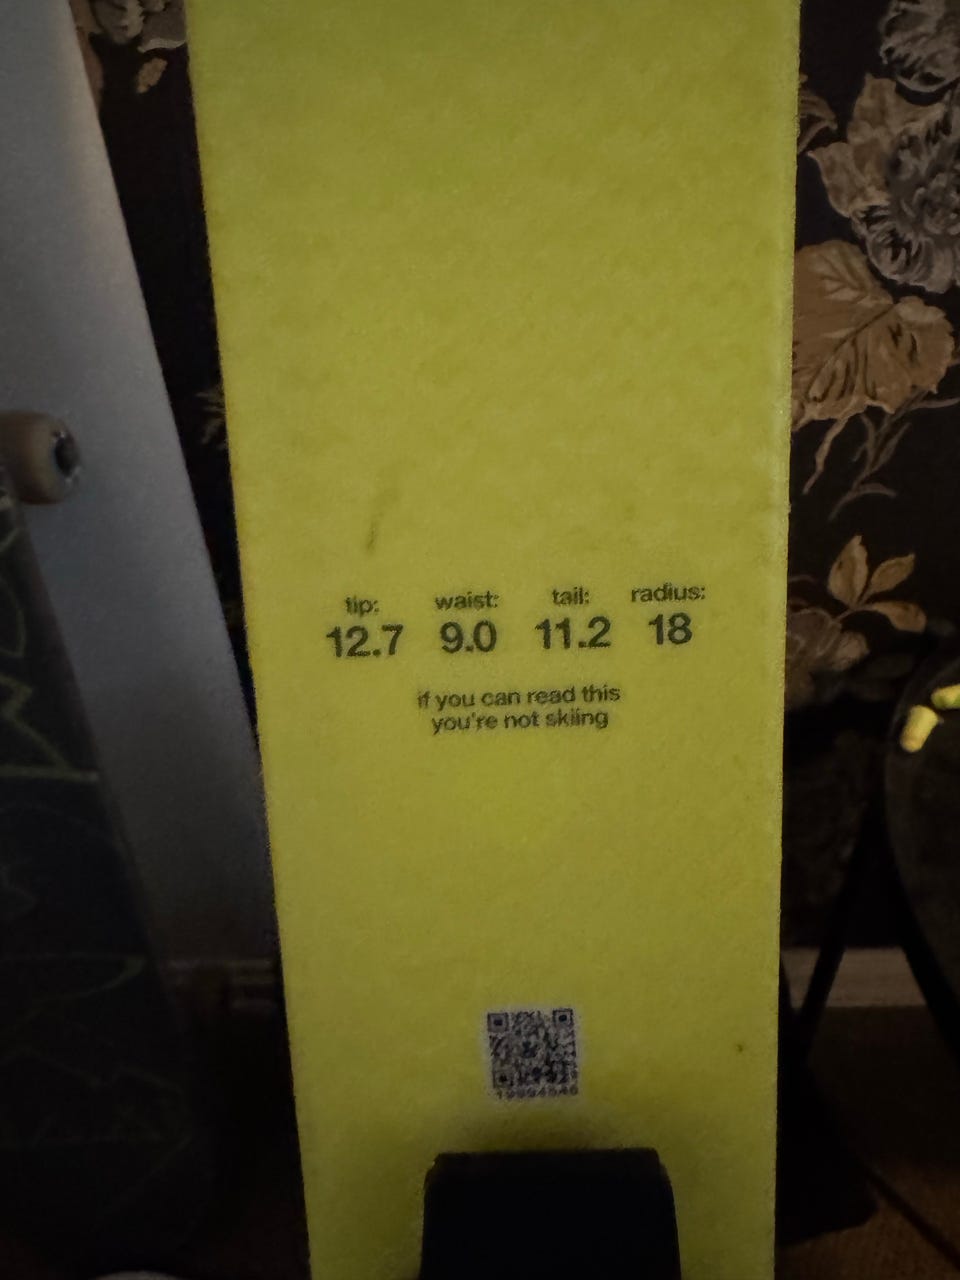 tip: waist: tail: radius:
12.7 9.0 11.2 18
if you can read this
you're not skiing